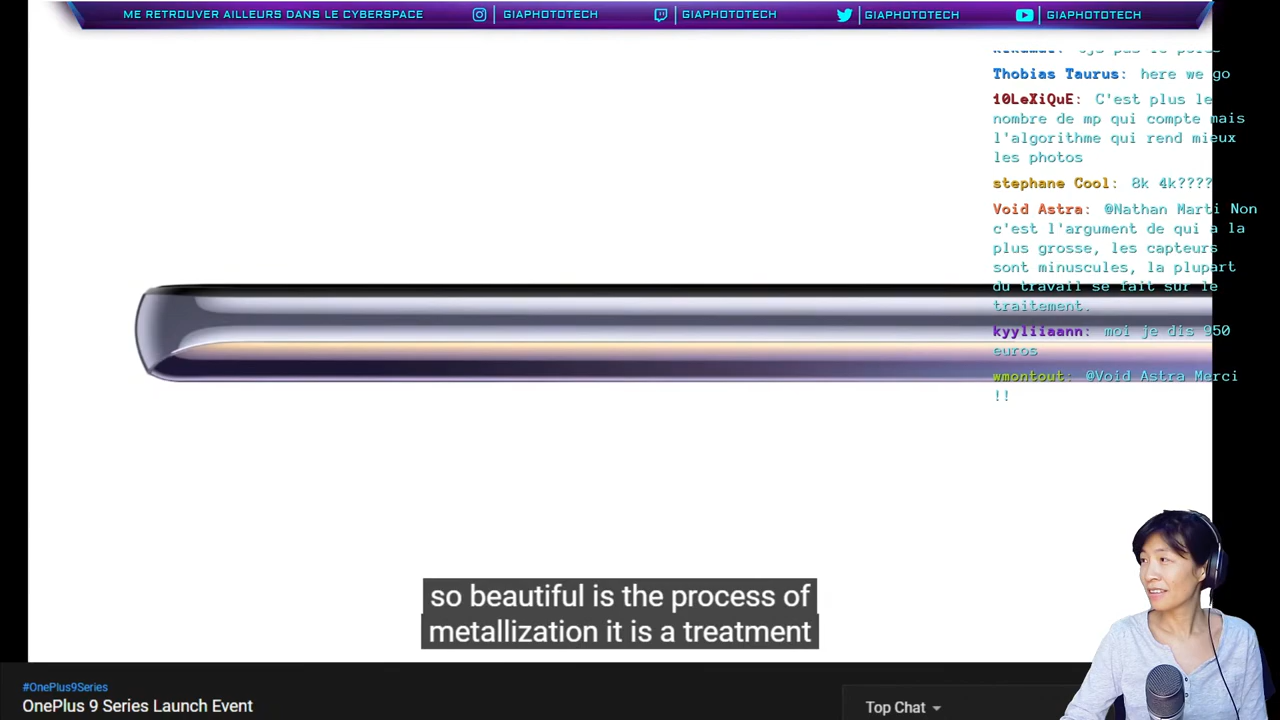 ME RETROUVER AILLEURS DANS LE CYBERSPACE
GIAPHOTOTECH
GIAPHOTOTECH
GIAPHOTOTECH
GIAPHOTOTECH
Thobias Taurus: here we go
10LeXiQuE: C'est plus le
nombre de mp qui compte mais
l'algorithme qui rend mieux
les photos
stephane Cool: 8k 4k????
Void Astra: @Nathan Marti Non
c'est l'argument de qui a la
plus grosse, les capteurs
sont minuscules, la plupart
du travail se fait sur le
traitement.
kyyliiaann: moi je dis 950
euros
wmontout: @Void Astra Merci
!!
so beautiful is the process of
metallization it is a treatment
#OnePlus9Series
OnePlus 9 Series Launch Event
Top Chat